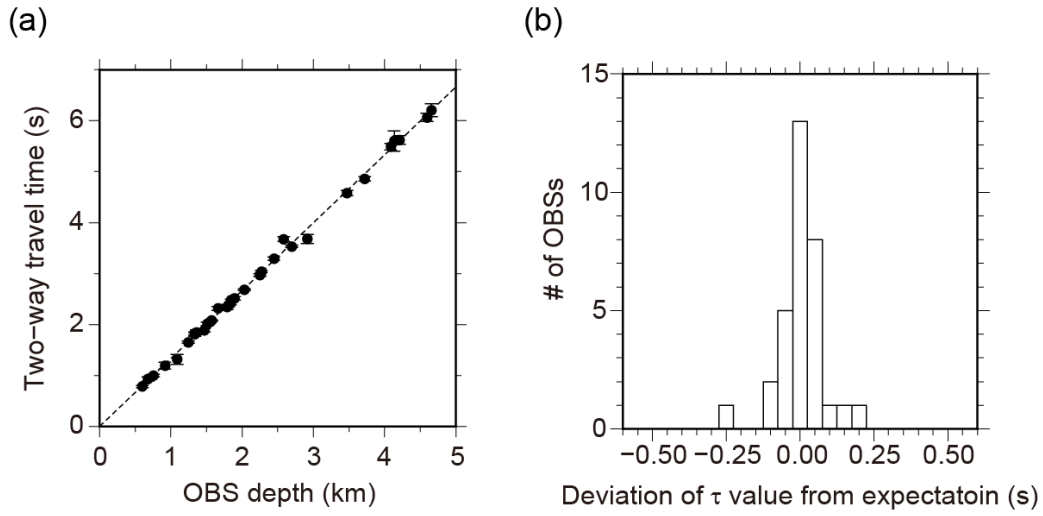 (a)
Two−way travel time (s)
6
4
2
0
0 1 2 3 4 5
OBS depth (km)
(b)
# of OBSs
15
10
5
0
−0.50 −0.25 0.00 0.25 0.50
Deviation of τ value from expectatoin (s)